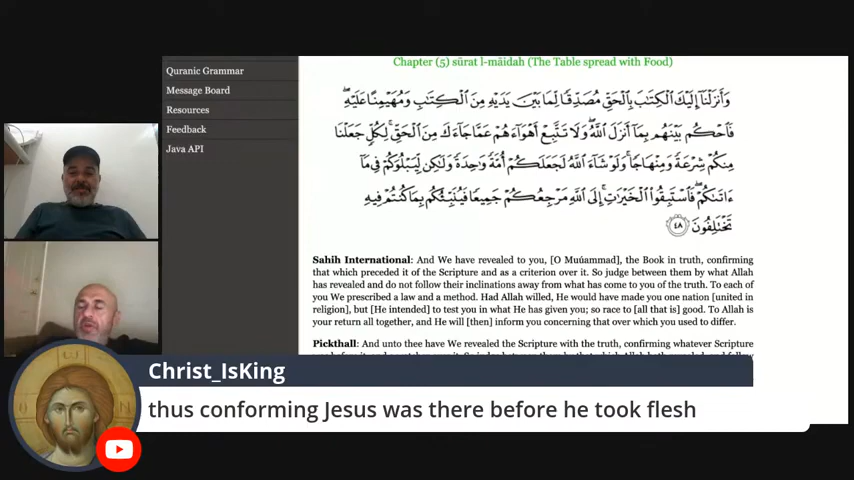 Quranic Grammar
Message Board
Resources
Feedback
Java API
Chapter (5) sūrat l-māidah (The Table spread with Food)
وَأَنزَلْنَآ إِلَيْكَ ٱلْكِتَٰبَ بِٱلْحَقِّ مُصَدِّقًا لِّمَا بَيْنَ يَدَيْهِ مِنَ ٱلْكِتَٰبِ وَمُهَيْمِنًا عَلَيْهِ ۖ
فَٱحْكُم بَيْنَهُم بِمَآ أَنزَلَ ٱللَّهُ ۖ وَلَا تَتَّبِعْ أَهْوَآءَهُمْ عَمَّا جَآءَكَ مِنَ ٱلْحَقِّ ۚ لِكُلٍّ جَعَلْنَا
مِنكُمْ شِرْعَةً وَمِنْهَاجًا ۚ وَلَوْ شَآءَ ٱللَّهُ لَجَعَلَكُمْ أُمَّةً وَٰحِدَةً وَلَٰكِن لِّيَبْلُوَكُمْ فِى مَآ
ءَاتَىٰكُمْ ۖ فَٱسْتَبِقُوا۟ ٱلْخَيْرَٰتِ ۚ إِلَى ٱللَّهِ مَرْجِعُكُمْ جَمِيعًا فَيُنَبِّئُكُم بِمَا كُنتُمْ فِيهِ
تَخْتَلِفُونَ ٤٨
Sahih International: And We have revealed to you, [O Muúammad], the Book in truth, confirming
that which preceded it of the Scripture and as a criterion over it. So judge between them by what Allah
has revealed and do not follow their inclinations away from what has come to you of the truth. To each of
you We prescribed a law and a method. Had Allah willed, He would have made you one nation [united in
religion], but [He intended] to test you in what He has given you; so race to [all that is] good. To Allah is
your return all together, and He will [then] inform you concerning that over which you used to differ.
Pickthall: And unto thee have We revealed the Scripture with the truth, confirming whatever Scripture
Christ_IsKing
thus conforming Jesus was there before he took flesh